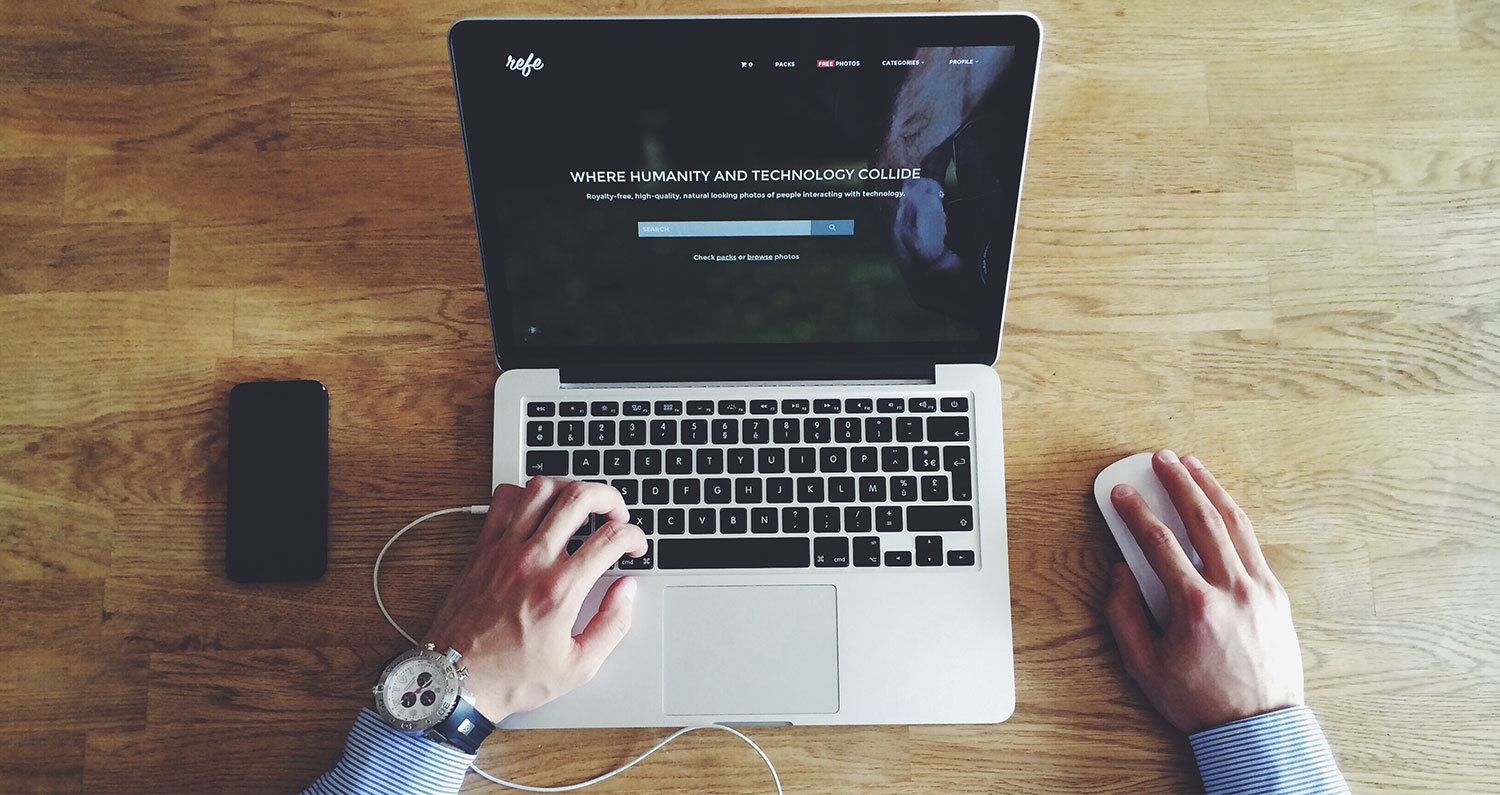 refe
0 PACKS FREE PHOTOS CATEGORIES PROFILE
WHERE HUMANITY AND TECHNOLOGY COLLIDE
Royalty-free, high-quality, natural looking photos of people interacting with technology.
SEARCH
Check packs or browse photos
esc
A Z E R T Y U I O P
S D F G H J K L M
X C V B N
cmd cmd